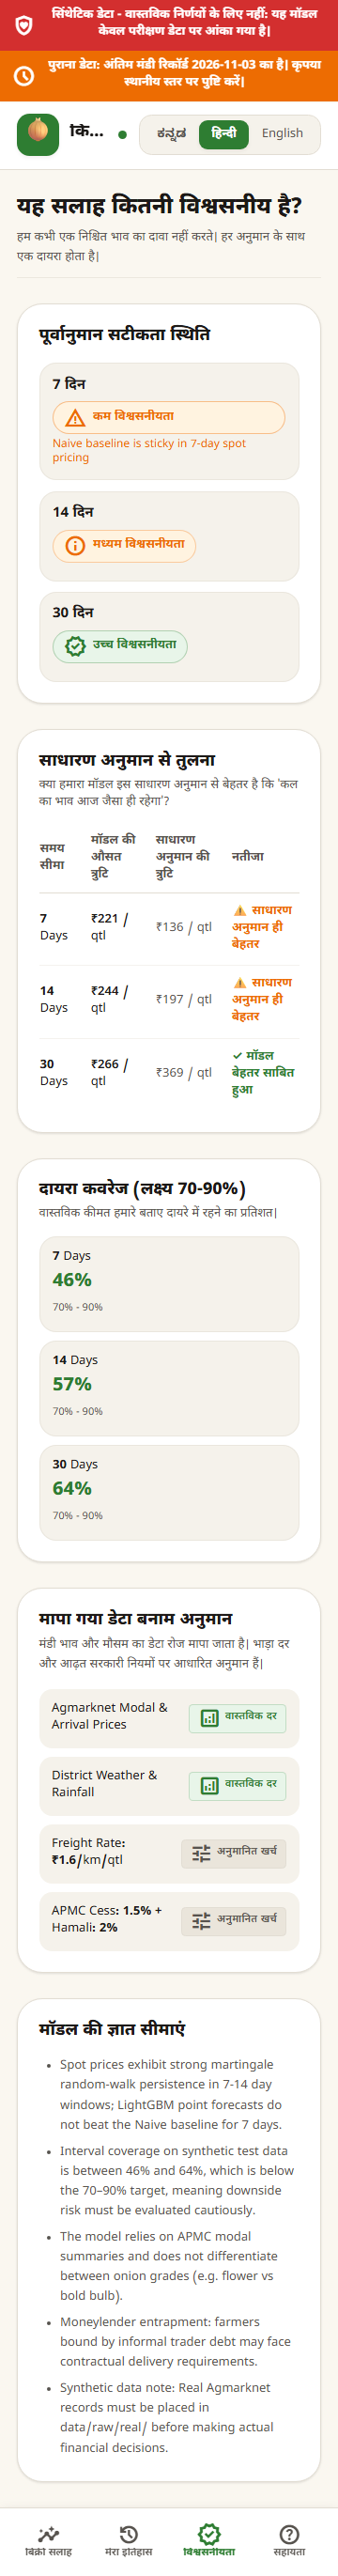 सिंथेटिक डेटा - वास्तविक निर्णयों के लिए नहीं: यह मॉडल
केवल परीक्षण डेटा पर आंका गया है|
पुराना डेटा: अंतिम मंडी रिकॉर्ड 2026-11-03 का है| कृपया
स्थानीय स्तर पर पुष्टि करें|
कि...
ಕನ್ನಡ
हिन्दी
English
यह सलाह कितनी विश्वसनीय है?
हम कभी एक निश्चित भाव का दावा नहीं करते| हर अनुमान के साथ
एक दायरा होता है|
पूर्वानुमान सटीकता स्थिति
7 दिन
कम विश्वसनीयता
Naive baseline is sticky in 7-day spot
pricing
14 दिन
मध्यम विश्वसनीयता
30 दिन
उच्च विश्वसनीयता
साधारण अनुमान से तुलना
क्या हमारा मॉडल इस साधारण अनुमान से बेहतर है कि 'कल
का भाव आज जैसा ही रहेगा'?
समय
सीमा
मॉडल की
औसत
त्रुटि
साधारण
अनुमान की
त्रुटि
नतीजा
7
Days
₹221 /
qtl
₹136 / qtl
⚠️ साधारण
अनुमान ही
बेहतर
14
Days
₹244 /
qtl
₹197 / qtl
⚠️ साधारण
अनुमान ही
बेहतर
30
Days
₹266 /
qtl
₹369 / qtl
✓ मॉडल
बेहतर साबित
हुआ
दायरा कवरेज (लक्ष्य 70-90%)
वास्तविक कीमत हमारे बताए दायरे में रहने का प्रतिशत|
7 Days
46%
70% - 90%
14 Days
57%
70% - 90%
30 Days
64%
70% - 90%
मापा गया डेटा बनाम अनुमान
मंडी भाव और मौसम का डेटा रोज मापा जाता है| भाड़ा दर
और आढ़त सरकारी नियमों पर आधारित अनुमान हैं|
Agmarknet Modal &
Arrival Prices
वास्तविक दर
District Weather &
Rainfall
वास्तविक दर
Freight Rate:
₹1.6/km/qtl
अनुमानित खर्च
APMC Cess: 1.5% +
Hamali: 2%
अनुमानित खर्च
मॉडल की ज्ञात सीमाएं
• Spot prices exhibit strong martingale
random-walk persistence in 7-14 day
windows; LightGBM point forecasts do
not beat the Naive baseline for 7 days.
• Interval coverage on synthetic test data
is between 46% and 64%, which is below
the 70–90% target, meaning downside
risk must be evaluated cautiously.
• The model relies on APMC modal
summaries and does not differentiate
between onion grades (e.g. flower vs
bold bulb).
• Moneylender entrapment: farmers
bound by informal trader debt may face
contractual delivery requirements.
• Synthetic data note: Real Agmarknet
records must be placed in
data/raw/real/ before making actual
financial decisions.
बिक्री सलाह
मेरा इतिहास
विश्वसनीयता
सहायता